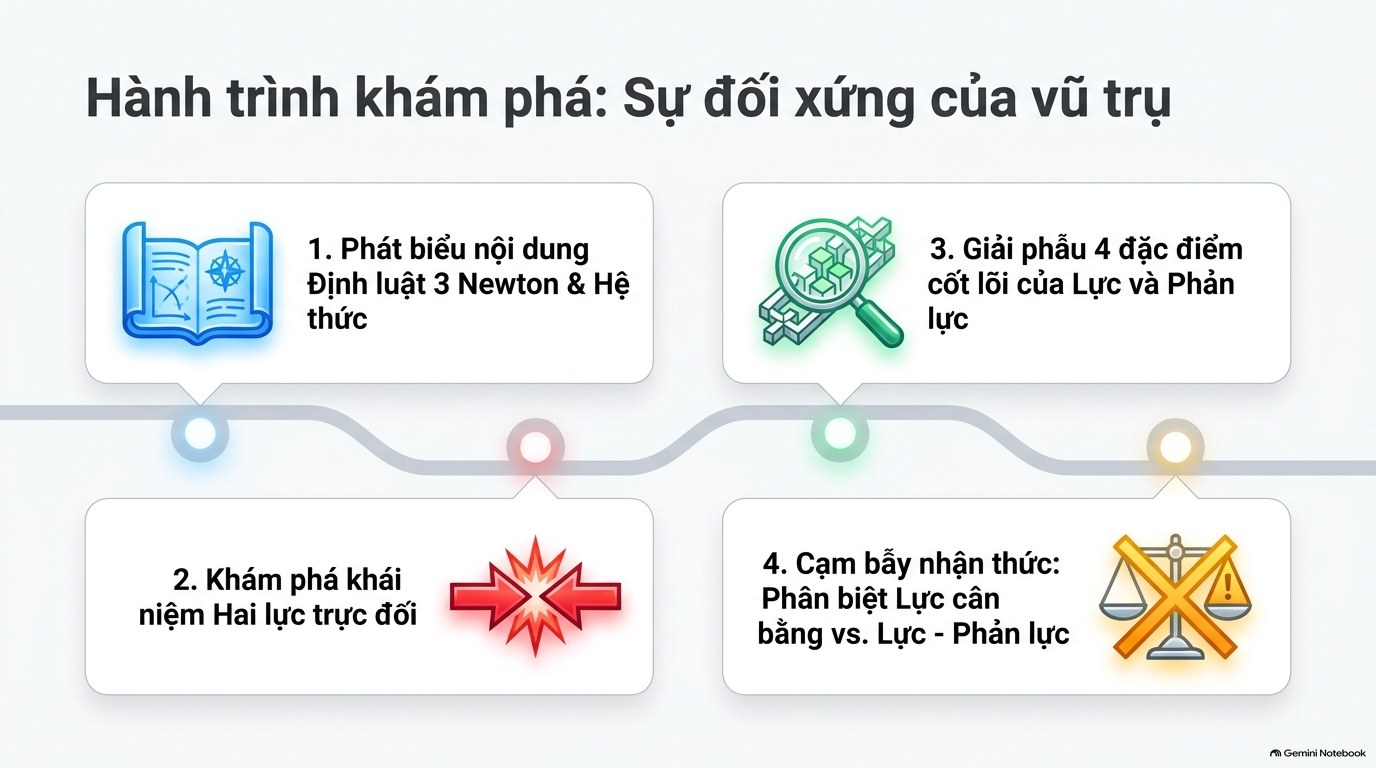 Hành trình khám phá: Sự đối xứng của vũ trụ
1. Phát biểu nội dung
Định luật 3 Newton & Hệ
thức
2. Khám phá khái
niệm Hai lực trực đối
3. Giải phẫu 4 đặc điểm
cốt lõi của Lực và Phản
lực
4. Cạm bẫy nhận thức:
Phân biệt Lực cân
bằng vs. Lực - Phản lực
Gemini Notebook